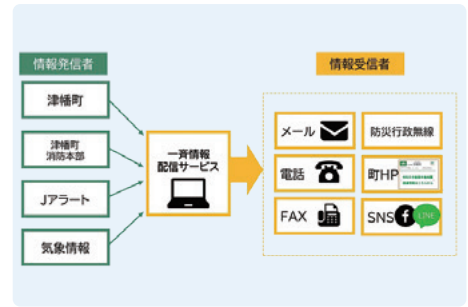 情報発信者
津幡町
津幡町
消防本部
Jアラート
気象情報
一斉情報
配信サービス
情報受信者
メール
防災行政無線
電話
町HP
FAX
SNS
LINE